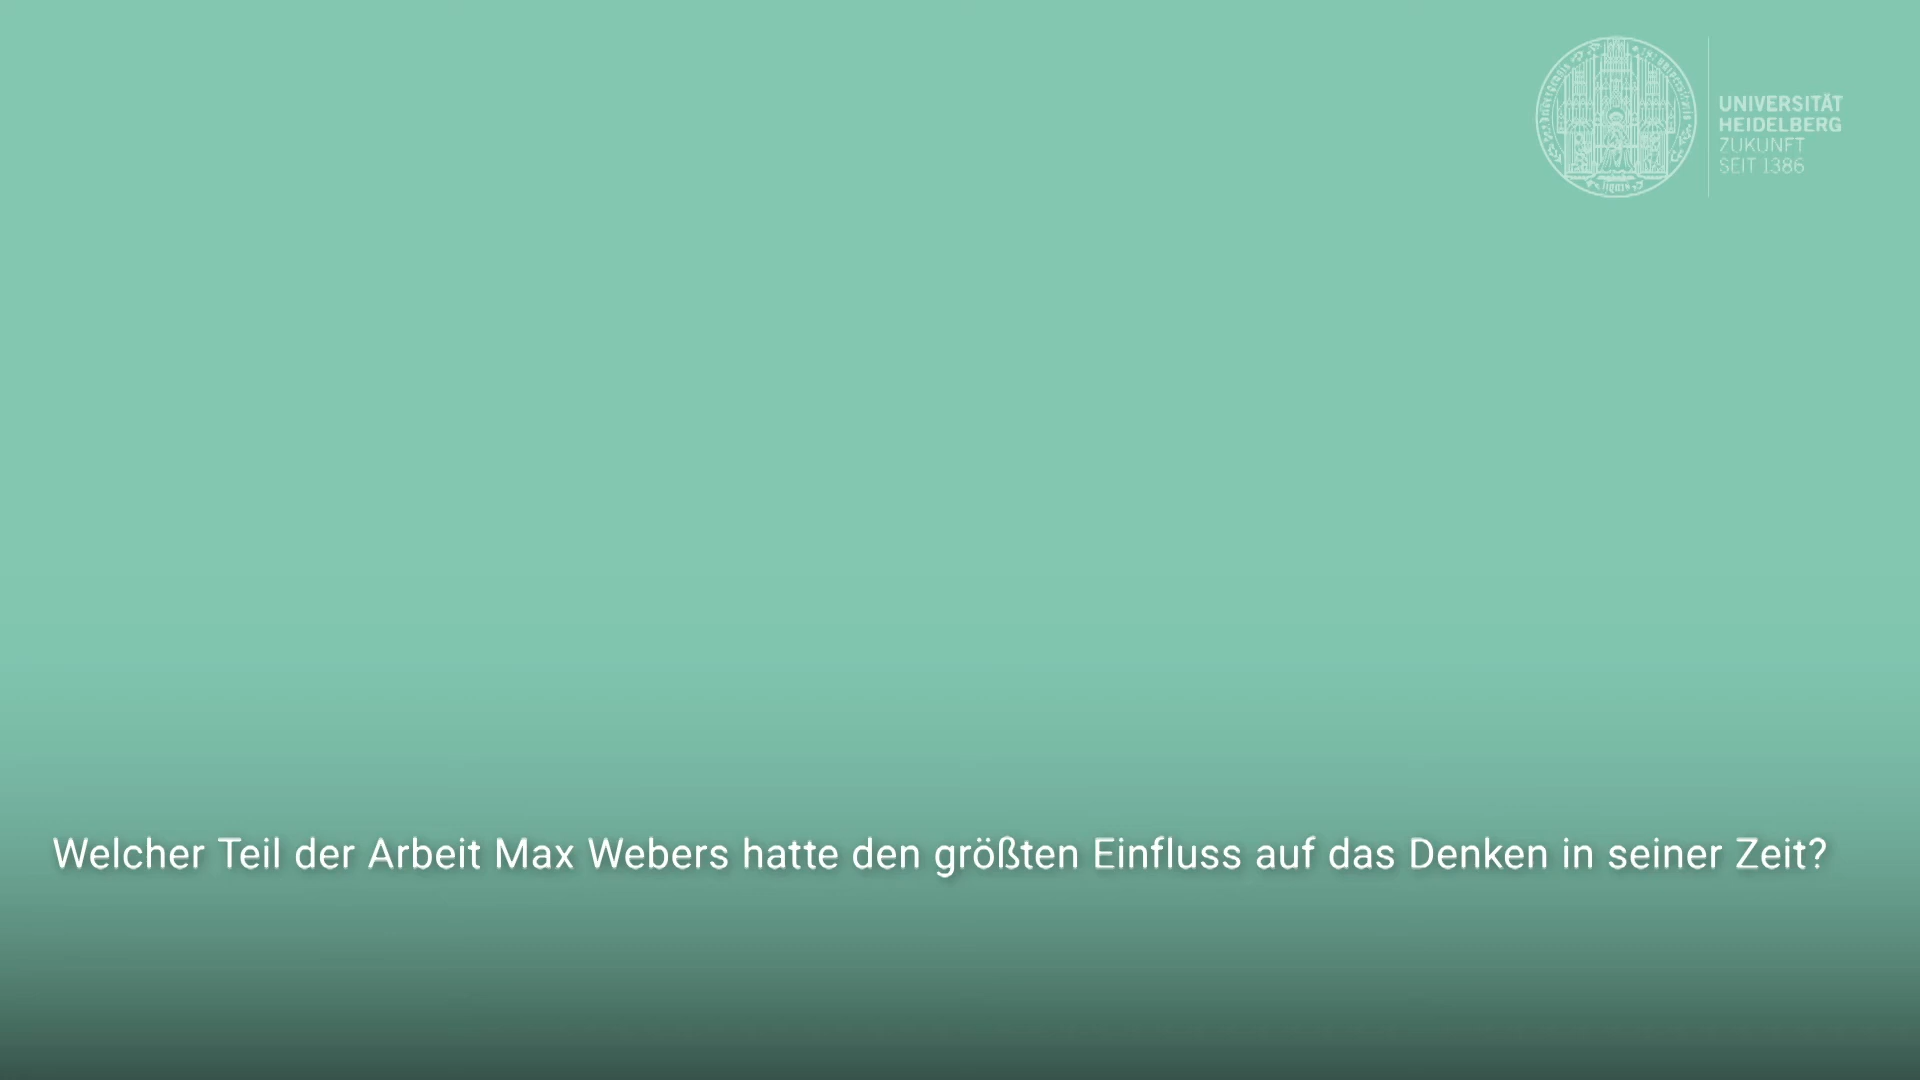 UNIVERSITÄT
HEIDELBERG
ZUKUNFT
SEIT 1386
Welcher Teil der Arbeit Max Webers hatte den größten Einfluss auf das Denken in seiner Zeit?